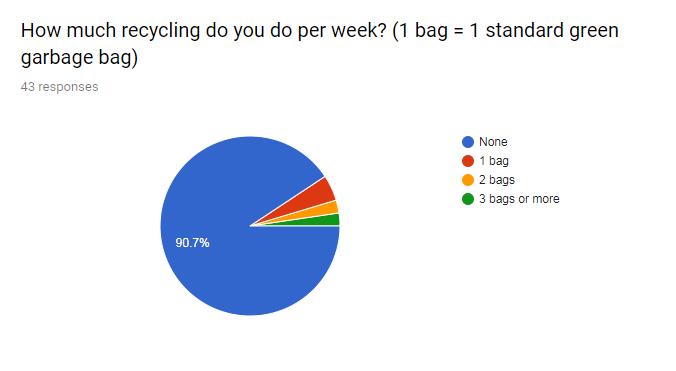 How much recycling do you do per week? (1 bag = 1 standard green
garbage bag)
43 responses
None
1 bag
2 bags
3 bags or more
90.7%